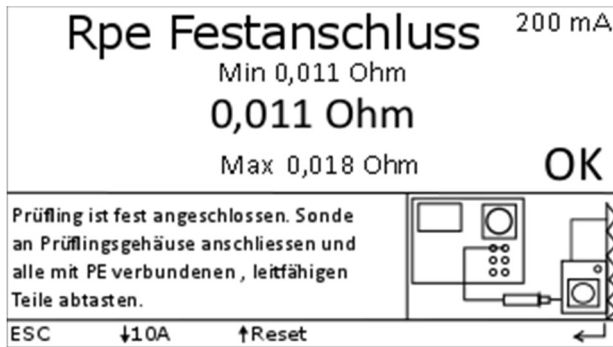 Rpe Festanschluss 200 mA
Min 0,011 Ohm
0,011 Ohm
Max 0,018 Ohm OK
Prüfling ist fest angeschlossen. Sonde
an Prüflingsgehäuse anschliessen und
alle mit PE verbundenen , leitfähigen
Teile abtasten.
ESC ↓10A ↑Reset